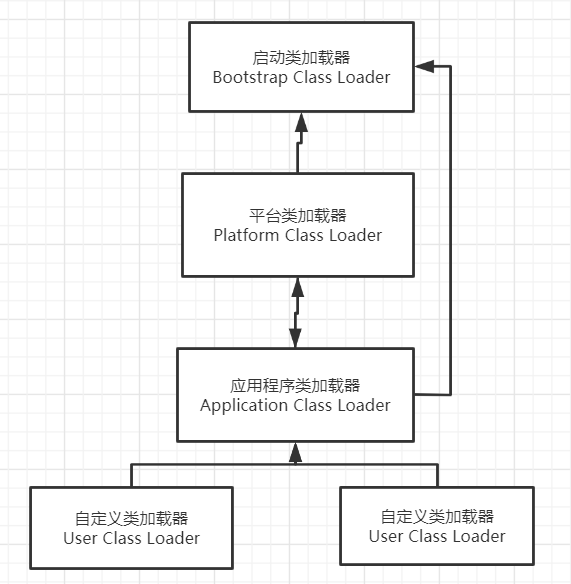 启动类加载器
Bootstrap Class Loader
平台类加载器
Platform Class Loader
应用程序类加载器
Application Class Loader
自定义类加载器
User Class Loader
自定义类加载器
User Class Loader